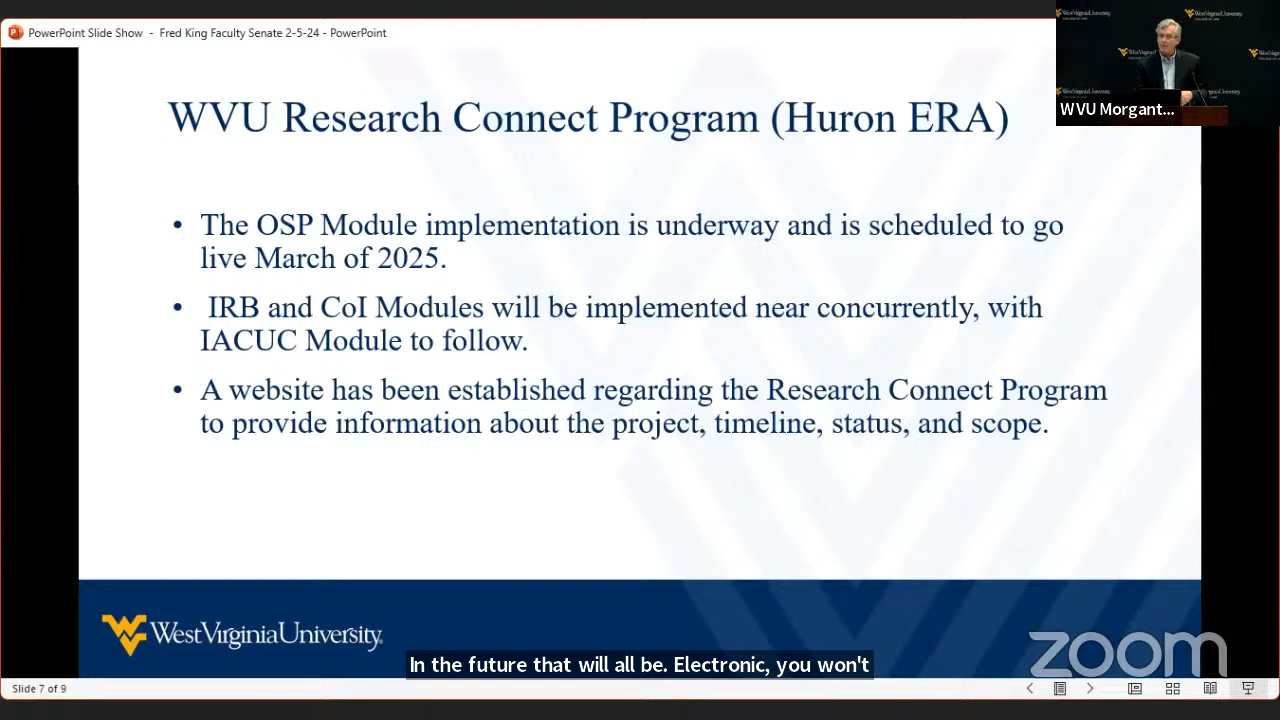 PowerPoint Slide Show - Fred King Faculty Senate 2-5-24 - PowerPoint
WestVirginiaUniversity
WVU Morgant...
WVU Research Connect Program (Huron ERA)
• The OSP Module implementation is underway and is scheduled to go
live March of 2025.
• IRB and CoI Modules will be implemented near concurrently, with
IACUC Module to follow.
• A website has been established regarding the Research Connect Program
to provide information about the project, timeline, status, and scope.
WestVirginiaUniversity.
zoom
In the future that will all be. Electronic, you won't
Slide 7 of 9